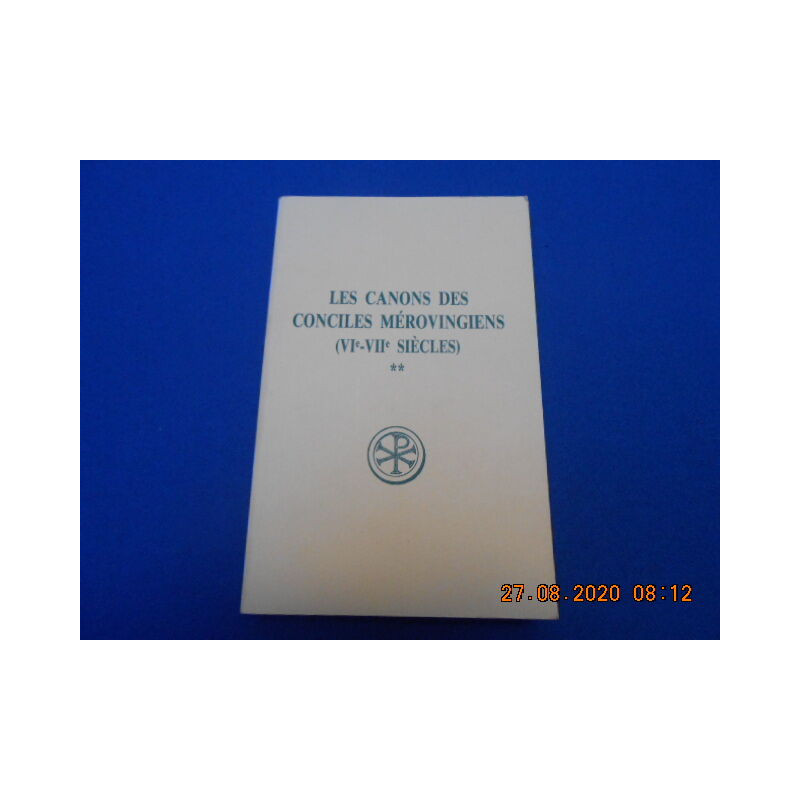 LES CANONS DES
CONCILES MÉROVINGIENS
(VIe-VIIe SIÈCLES)
**
27.08.2020 08:12